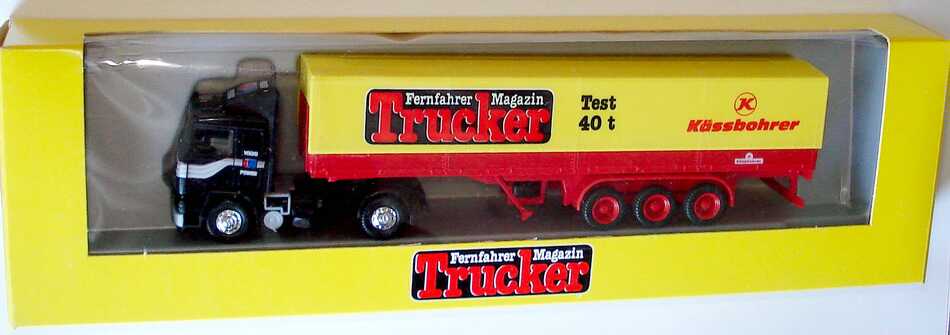 Fernfahrer Magazin
Trucker
Test
40 t
K
Kässbohrer
Fernfahrer Magazin
Trucker